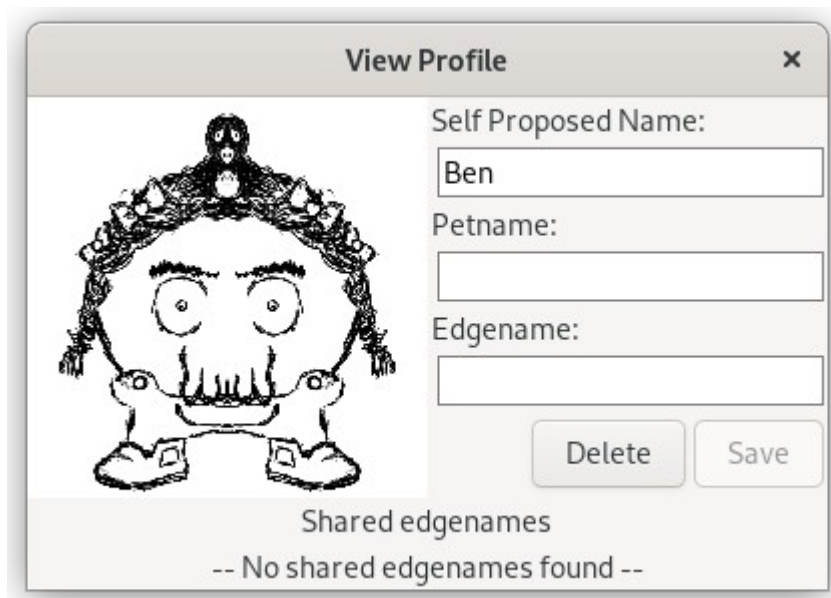 View Profile ×
Self Proposed Name:
Ben
Petname:
Edgename:
Delete Save
Shared edgenames
-- No shared edgenames found --